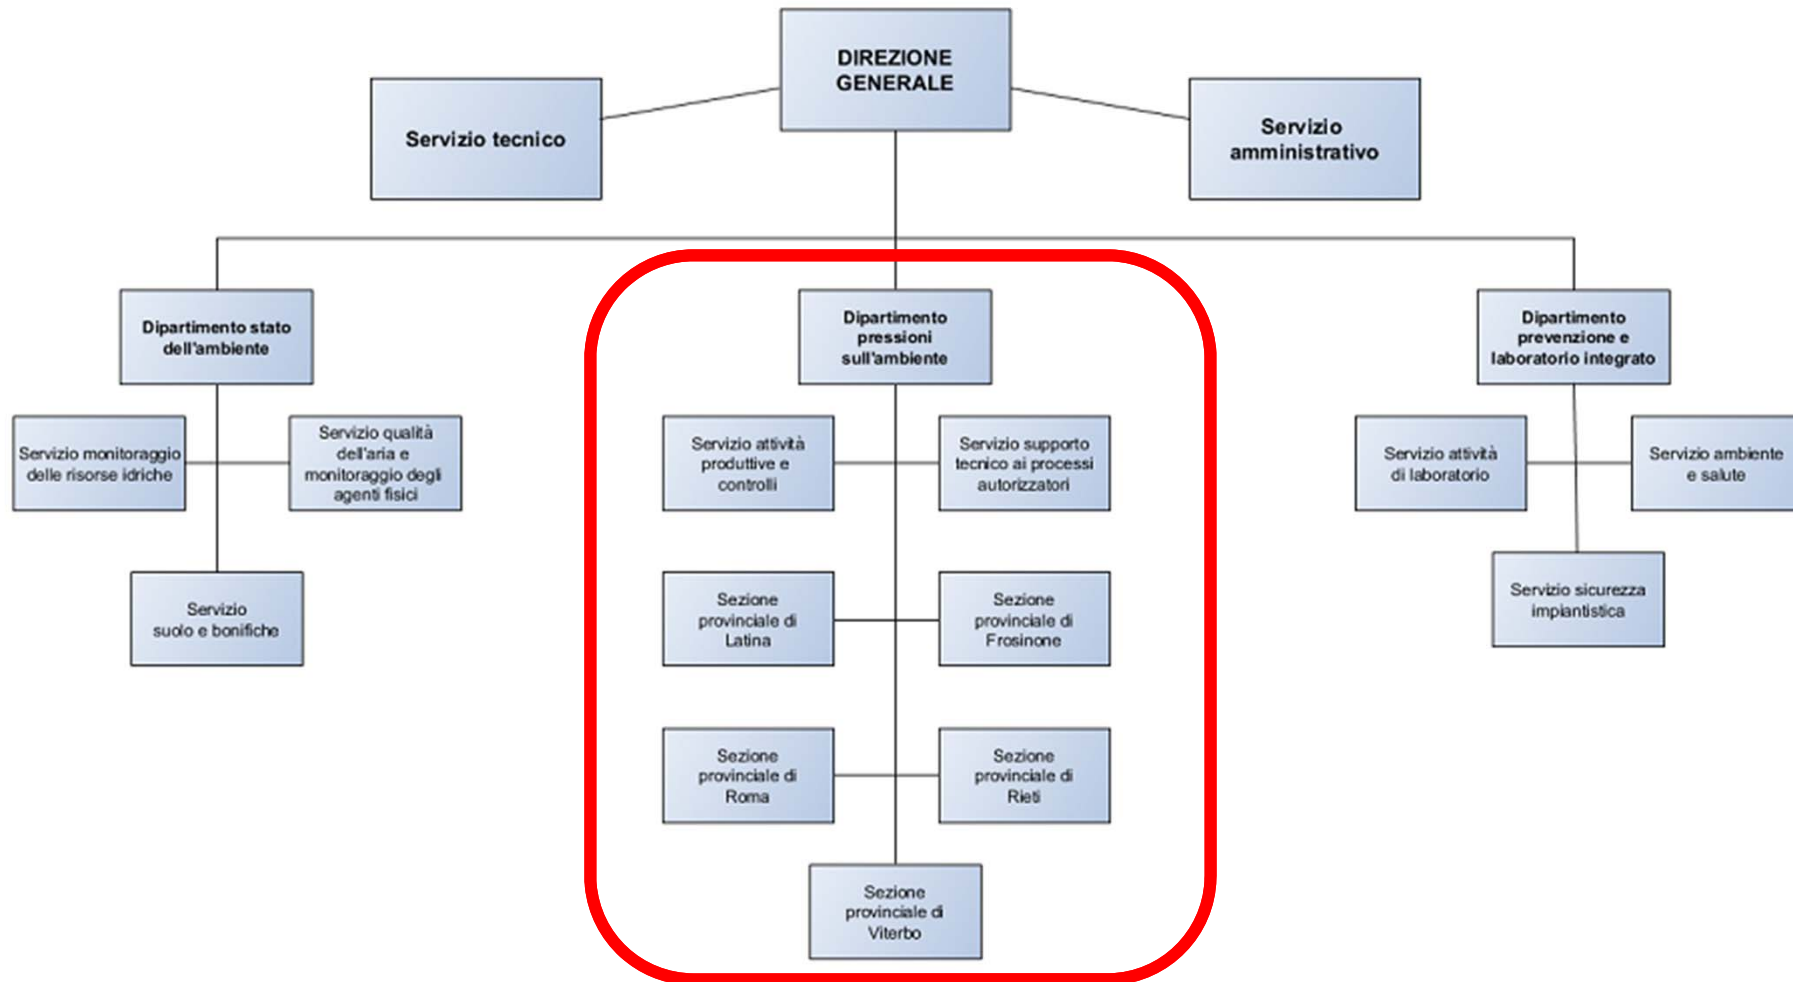 DIREZIONE
GENERALE
Servizio tecnico
Servizio
amministrativo
Dipartimento stato
dell'ambiente
Dipartimento
pressioni
sull'ambiente
Dipartimento
prevenzione e
laboratorio integrato
Servizio monitoraggio
delle risorse idriche
Servizio qualità
dell'aria e
monitoraggio degli
agenti fisici
Servizio attività
produttive e
controlli
Servizio supporto
tecnico ai processi
autorizzatori
Servizio attività
di laboratorio
Servizio ambiente
e salute
Servizio
suolo e bonifiche
Sezione
provinciale di
Latina
Sezione
provinciale di
Frosinone
Servizio sicurezza
impiantistica
Sezione
provinciale di
Roma
Sezione
provinciale di
Rieti
Sezione
provinciale di
Viterbo